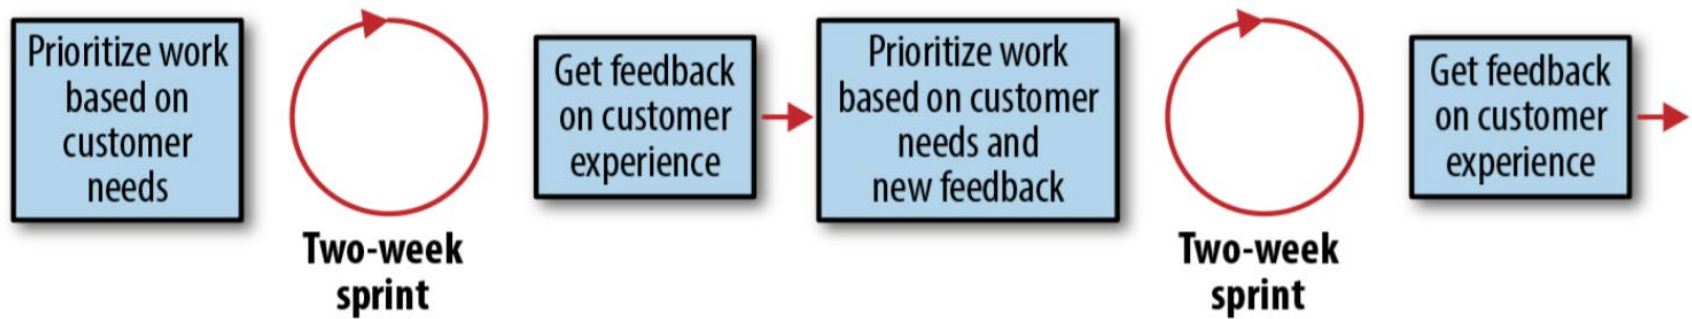 Prioritize work
based on
customer
needs
Two-week
sprint
Get feedback
on customer
experience
Prioritize work
based on customer
needs and
new feedback
Two-week
sprint
Get feedback
on customer
experience